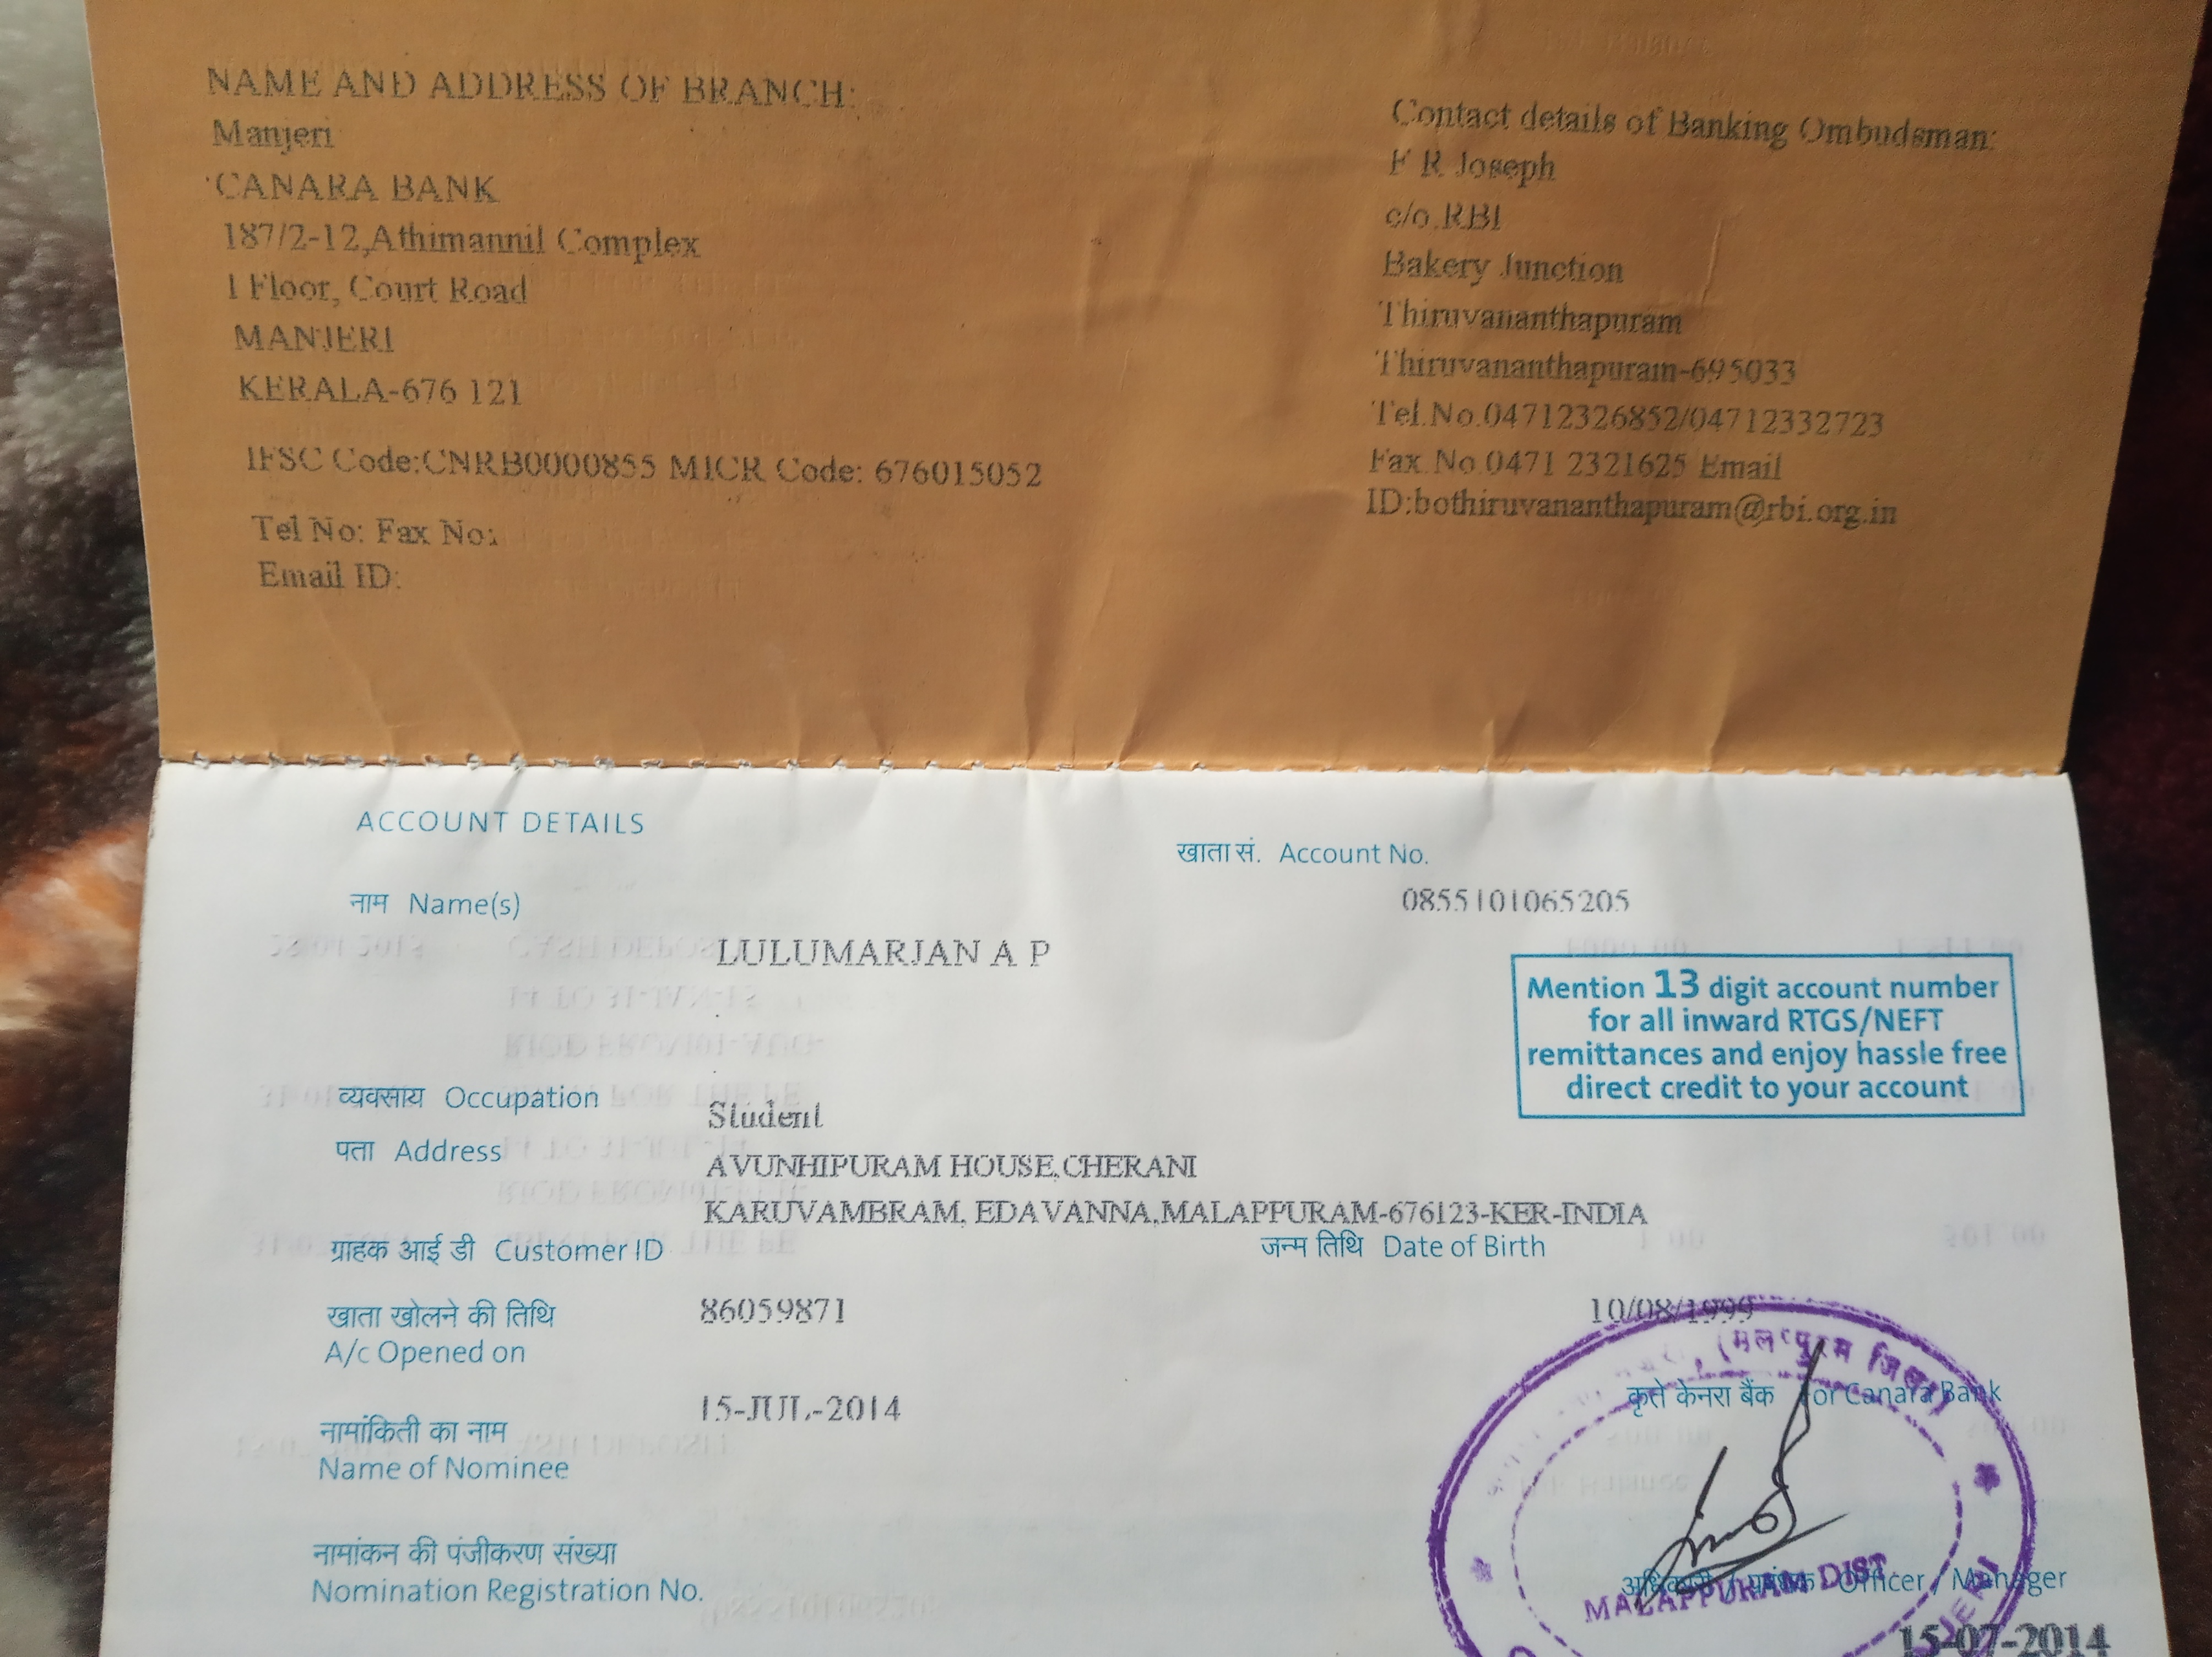 NAME AND ADDRESS OF BRANCH:
Manjeri
CANARA BANK
187/2-12,Athimannil Complex
1 Floor, Court Road
MANJERI
KERALA-676 121
IFSC Code:CNRB0000855 MICR Code: 676015052
Tel No: Fax No:
Email ID:
Contact details of Banking Ombudsman:
F R Joseph
c/o.RBI
Bakery Junction
Thiruvananthapuram
Thiruvananthapuram-695033
Tel.No.04712326852/04712332723
Fax.No.0471 2321625 Email
ID:bothiruvananthapuram@rbi.org.in
ACCOUNT DETAILS
खाता सं. Account No.
0855101065205
नाम Name(s)
LULUMARJAN A P
Mention 13 digit account number
for all inward RTGS/NEFT
remittances and enjoy hassle free
direct credit to your account
व्यवसाय Occupation
Student
पता Address
AVUNHIPURAM HOUSE,CHERANI
KARUVAMBRAM, EDAVANNA,MALAPPURAM-676123-KER-INDIA
ग्राहक आई डी Customer ID
जन्म तिथि Date of Birth
86059871
10/08/1999
खाता खोलने की तिथि
A/c Opened on
15-JUL-2014
कृते केनरा बैंक For Canara Bank
नामांकिती का नाम
Name of Nominee
नामांकन की पंजीकरण संख्या
Nomination Registration No.
अधिकारी / प्रबंधक Officer / Manager
MALAPPURAM DIST.
15-07-2014